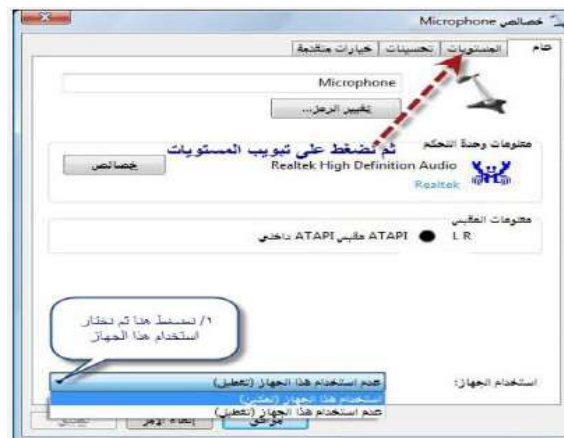 خصائص Microphone
عام المستويات تحسينات خيارات متقدمة
Microphone
تغيير الرمز...
ثم نضغط على تبويب المستويات
معلومات وحدة التحكم
Realtek High Definition Audio
خصائص
Realtek
معلومات المقبس
L R ATAPI مقبس ATAPI داخلي
١/ نضغط هنا ثم نختار
استخدام هذا الجهاز
استخدام الجهاز: عدم استخدام هذا الجهاز (تعطيل)
استخدام هذا الجهاز (تمكين)
عدم استخدام هذا الجهاز (تعطيل)
موافق إلغاء الأمر